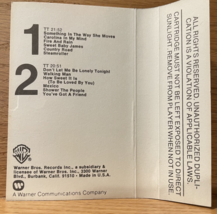 1
TT 21:02
Something In The Way She Moves
Carolina In My Mind
Fire And Rain
Sweet Baby James
Country Road
Steamroller
2
TT 20:51
Don't Let Me Be Lonely Tonight
Walking Man
How Sweet It Is
(To Be Loved By You)
Mexico
Shower The People
You've Got A Friend
Warner Bros. Records Inc., a subsidiary &
licensee of Warner Bros. Inc., 3300 Warner
Blvd., Burbank, Calif. 91510 · Made in U.S.A.
A Warner Communications Company
ALL RIGHTS RESERVED. UNAUTHORIZED DUPLI-
CATION IS A VIOLATION OF APPLICABLE LAWS.
CARTRIDGE MUST NOT BE LEFT EXPOSED TO DIRECT
SUNLIGHT. REMOVE FROM PLAYER WHEN NOT IN USE.